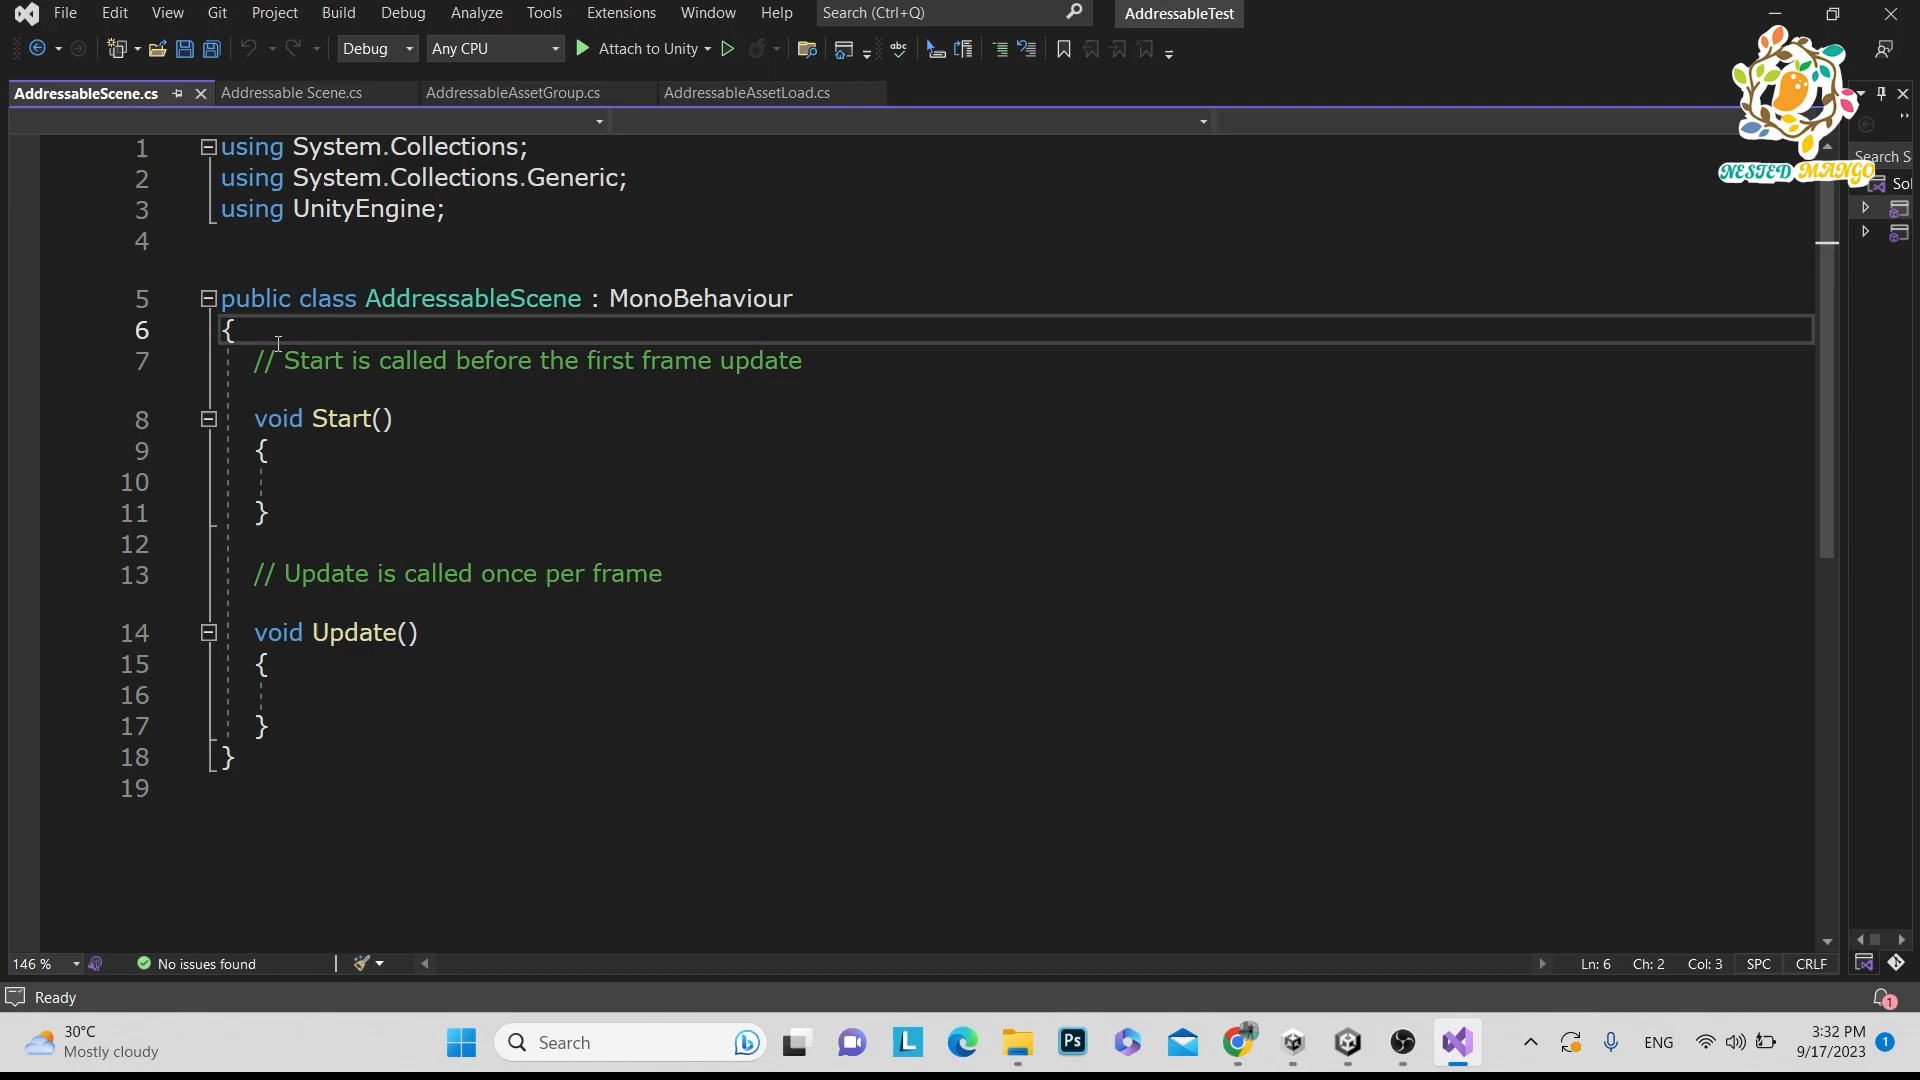 File Edit View Git Project Build Debug Analyze Tools Extensions Window Help Search (Ctrl+Q) AddressableTest
Debug Any CPU Attach to Unity abc
AddressableScene.cs Addressable Scene.cs AddressableAssetGroup.cs AddressableAssetLoad.cs
NESTED MANGO
Search S
Sol
1 using System.Collections;
2 using System.Collections.Generic;
3 using UnityEngine;
4
5 public class AddressableScene : MonoBehaviour
6 {
7 // Start is called before the first frame update
8 void Start()
9 {
10
11 }
12
13 // Update is called once per frame
14 void Update()
15 {
16
17 }
18 }
19
146 % No issues found Ln: 6 Ch: 2 Col: 3 SPC CRLF
Ready 1
30°C
Mostly cloudy
Search L Ps ENG
3:32 PM
9/17/2023 1